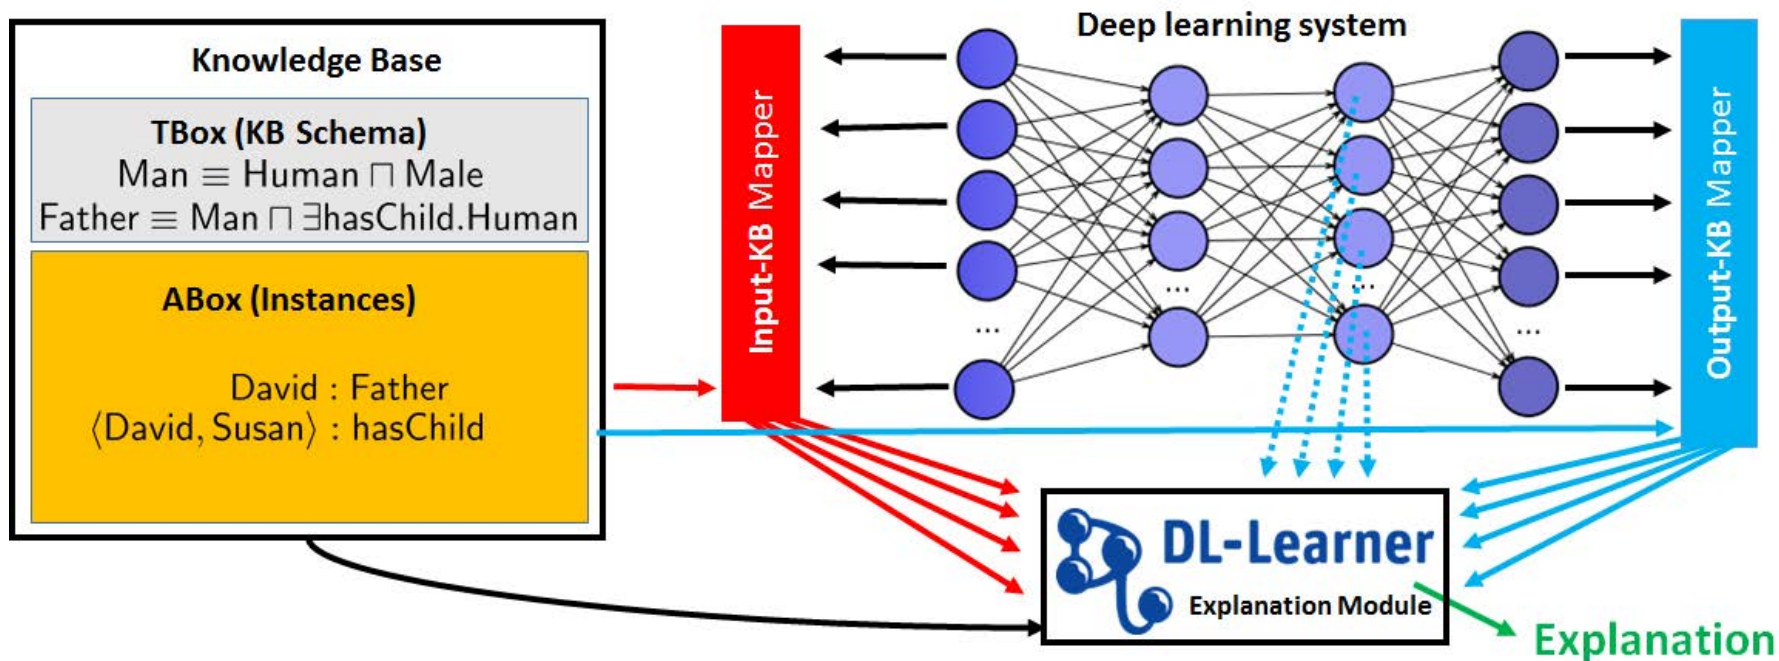 Knowledge Base
TBox (KB Schema)
Man ≡ Human ⊓ Male
Father ≡ Man ⊓ ∃hasChild.Human
ABox (Instances)
David : Father
⟨David, Susan⟩ : hasChild
Input-KB Mapper
Deep learning system
...
...
...
...
Output-KB Mapper
DL-Learner
Explanation Module
Explanation